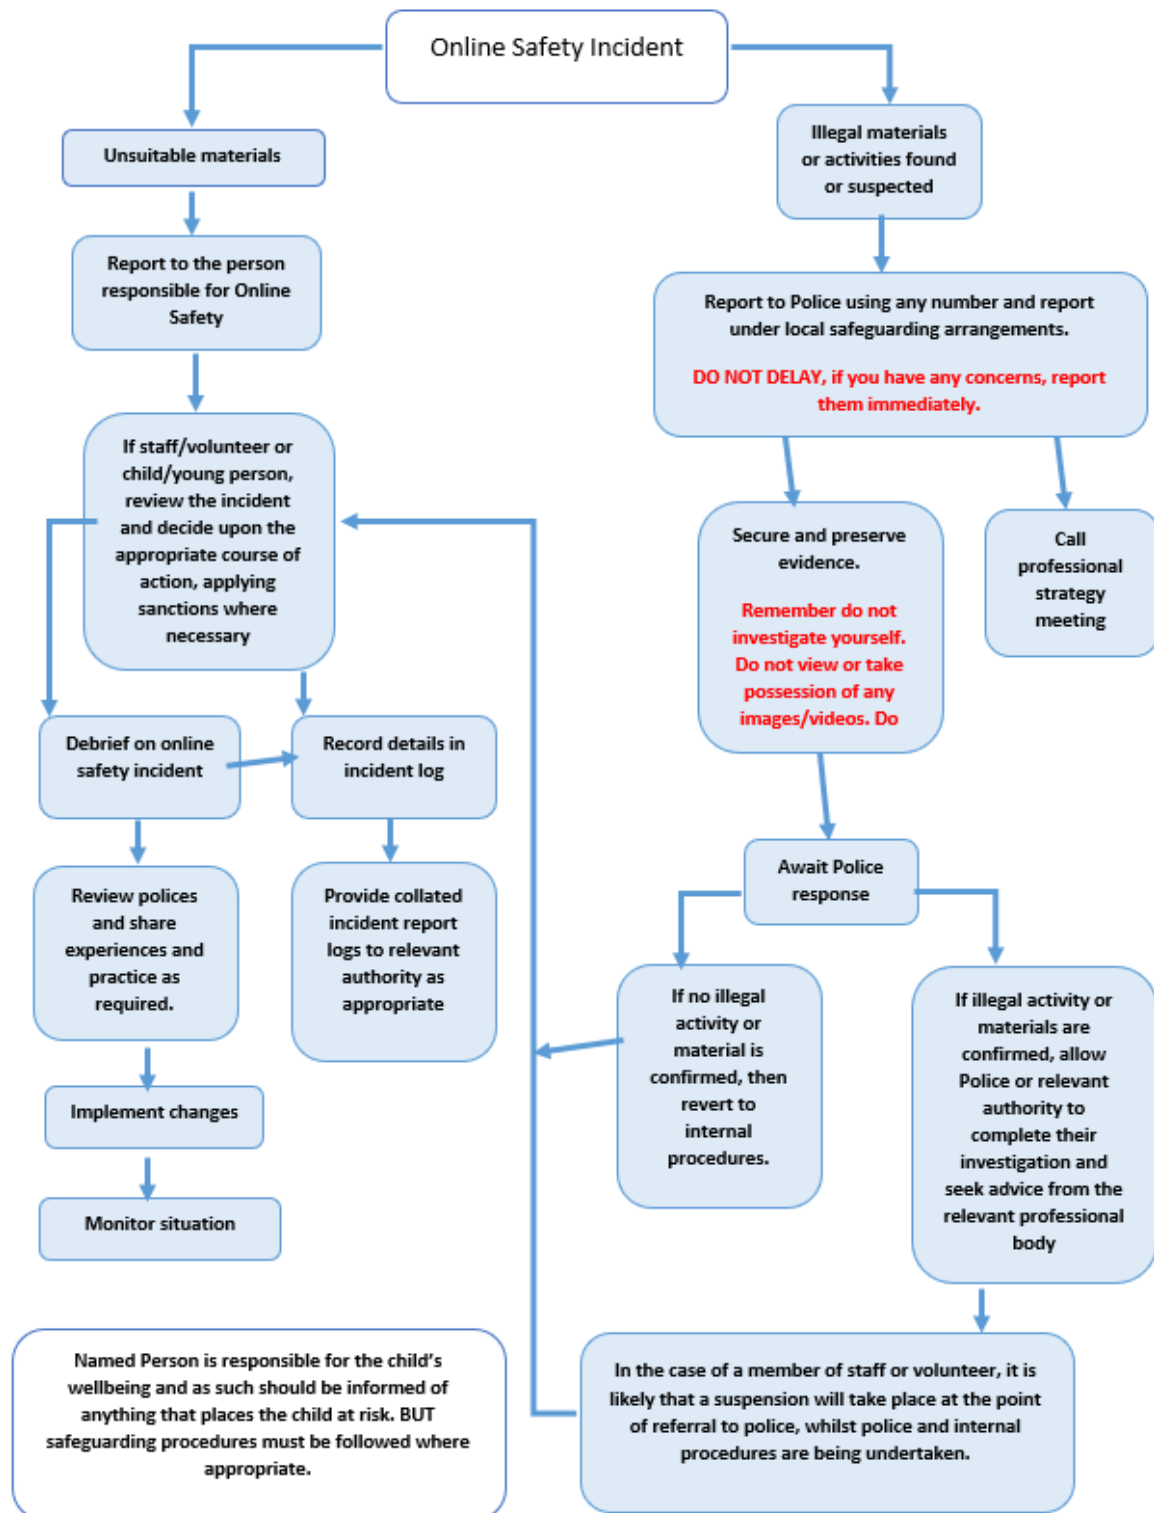 Online Safety Incident
Unsuitable materials
Report to the person
responsible for Online
Safety
If staff/volunteer or
child/young person,
review the incident
and decide upon the
appropriate course of
action, applying
sanctions where
necessary
Debrief on online
safety incident
Record details in
incident log
Review polices
and share
experiences and
practice as
required.
Provide collated
incident report
logs to relevant
authority as
appropriate
Implement changes
Monitor situation
Illegal materials
or activities found
or suspected
Report to Police using any number and report
under local safeguarding arrangements.
DO NOT DELAY, if you have any concerns, report
them immediately.
Secure and preserve
evidence.
Remember do not
investigate yourself.
Do not view or take
possession of any
images/videos. Do
Call
professional
strategy
meeting
Await Police
response
If no illegal
activity or
material is
confirmed, then
revert to
internal
procedures.
If illegal activity or
materials are
confirmed, allow
Police or relevant
authority to
complete their
investigation and
seek advice from the
relevant professional
body
In the case of a member of staff or volunteer, it is
likely that a suspension will take place at the point
of referral to police, whilst police and internal
procedures are being undertaken.
Named Person is responsible for the child's
wellbeing and as such should be informed of
anything that places the child at risk. BUT
safeguarding procedures must be followed where
appropriate.